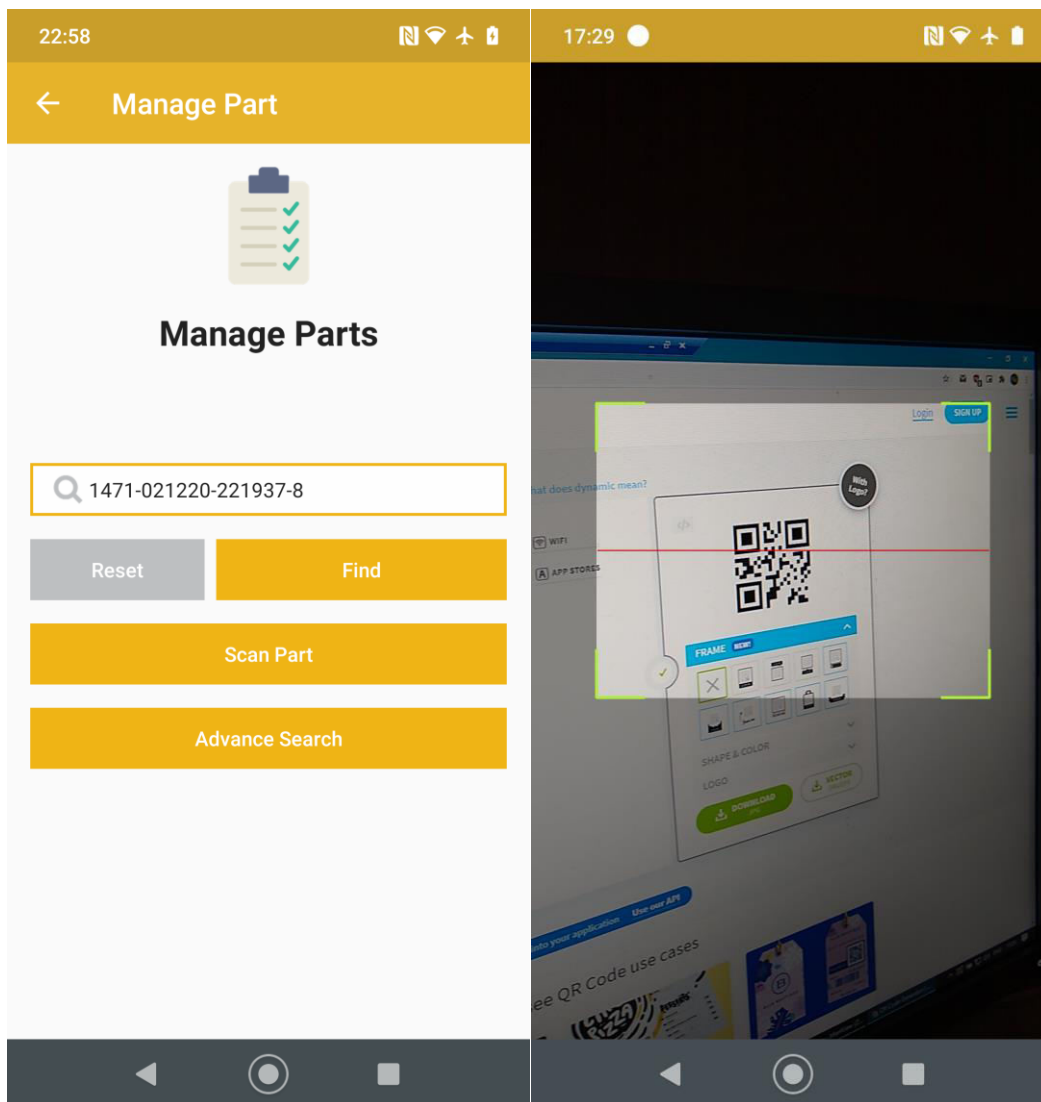 22:58
Manage Part
Manage Parts
1471-021220-221937-8
Reset
Find
Scan Part
Advance Search
17:29
Login
SIGN UP
hat does dynamic mean?
With
Logo?
WIFI
APP STORES
FRAME NEW!
SHAPE & COLOR
LOGO
DOWNLOAD
VECTOR
into your application Use our API
ee QR Code use cases
PIZZA